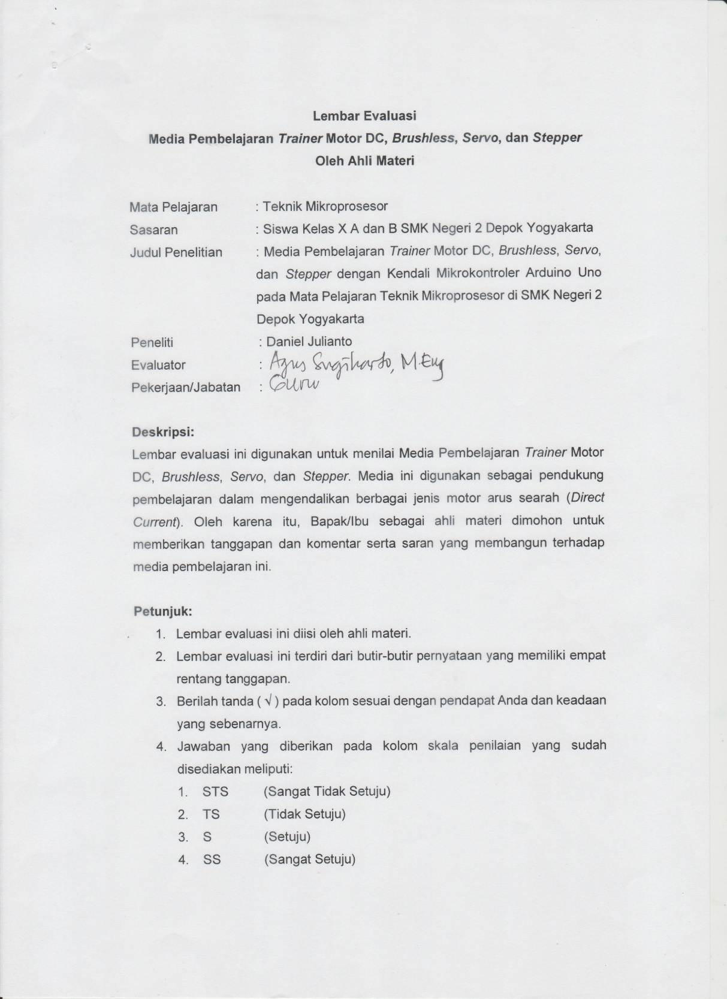 Lembar Evaluasi
Media Pembelajaran Trainer Motor DC, Brushless, Servo, dan Stepper
Oleh Ahli Materi
Mata Pelajaran : Teknik Mikroprosesor
Sasaran : Siswa Kelas X A dan B SMK Negeri 2 Depok Yogyakarta
Judul Penelitian : Media Pembelajaran Trainer Motor DC, Brushless, Servo,
dan Stepper dengan Kendali Mikrokontroler Arduino Uno
pada Mata Pelajaran Teknik Mikroprosesor di SMK Negeri 2
Depok Yogyakarta
Peneliti : Daniel Julianto
Evaluator : Agus Sugiharto, M.Eng
Pekerjaan/Jabatan : Guru
Deskripsi:
Lembar evaluasi ini digunakan untuk menilai Media Pembelajaran Trainer Motor
DC, Brushless, Servo, dan Stepper. Media ini digunakan sebagai pendukung
pembelajaran dalam mengendalikan berbagai jenis motor arus searah (Direct
Current). Oleh karena itu, Bapak/Ibu sebagai ahli materi dimohon untuk
memberikan tanggapan dan komentar serta saran yang membangun terhadap
media pembelajaran ini.
Petunjuk:
1. Lembar evaluasi ini diisi oleh ahli materi.
2. Lembar evaluasi ini terdiri dari butir-butir pernyataan yang memiliki empat
rentang tanggapan.
3. Berilah tanda ( √ ) pada kolom sesuai dengan pendapat Anda dan keadaan
yang sebenarnya.
4. Jawaban yang diberikan pada kolom skala penilaian yang sudah
disediakan meliputi:
1. STS (Sangat Tidak Setuju)
2. TS (Tidak Setuju)
3. S (Setuju)
4. SS (Sangat Setuju)